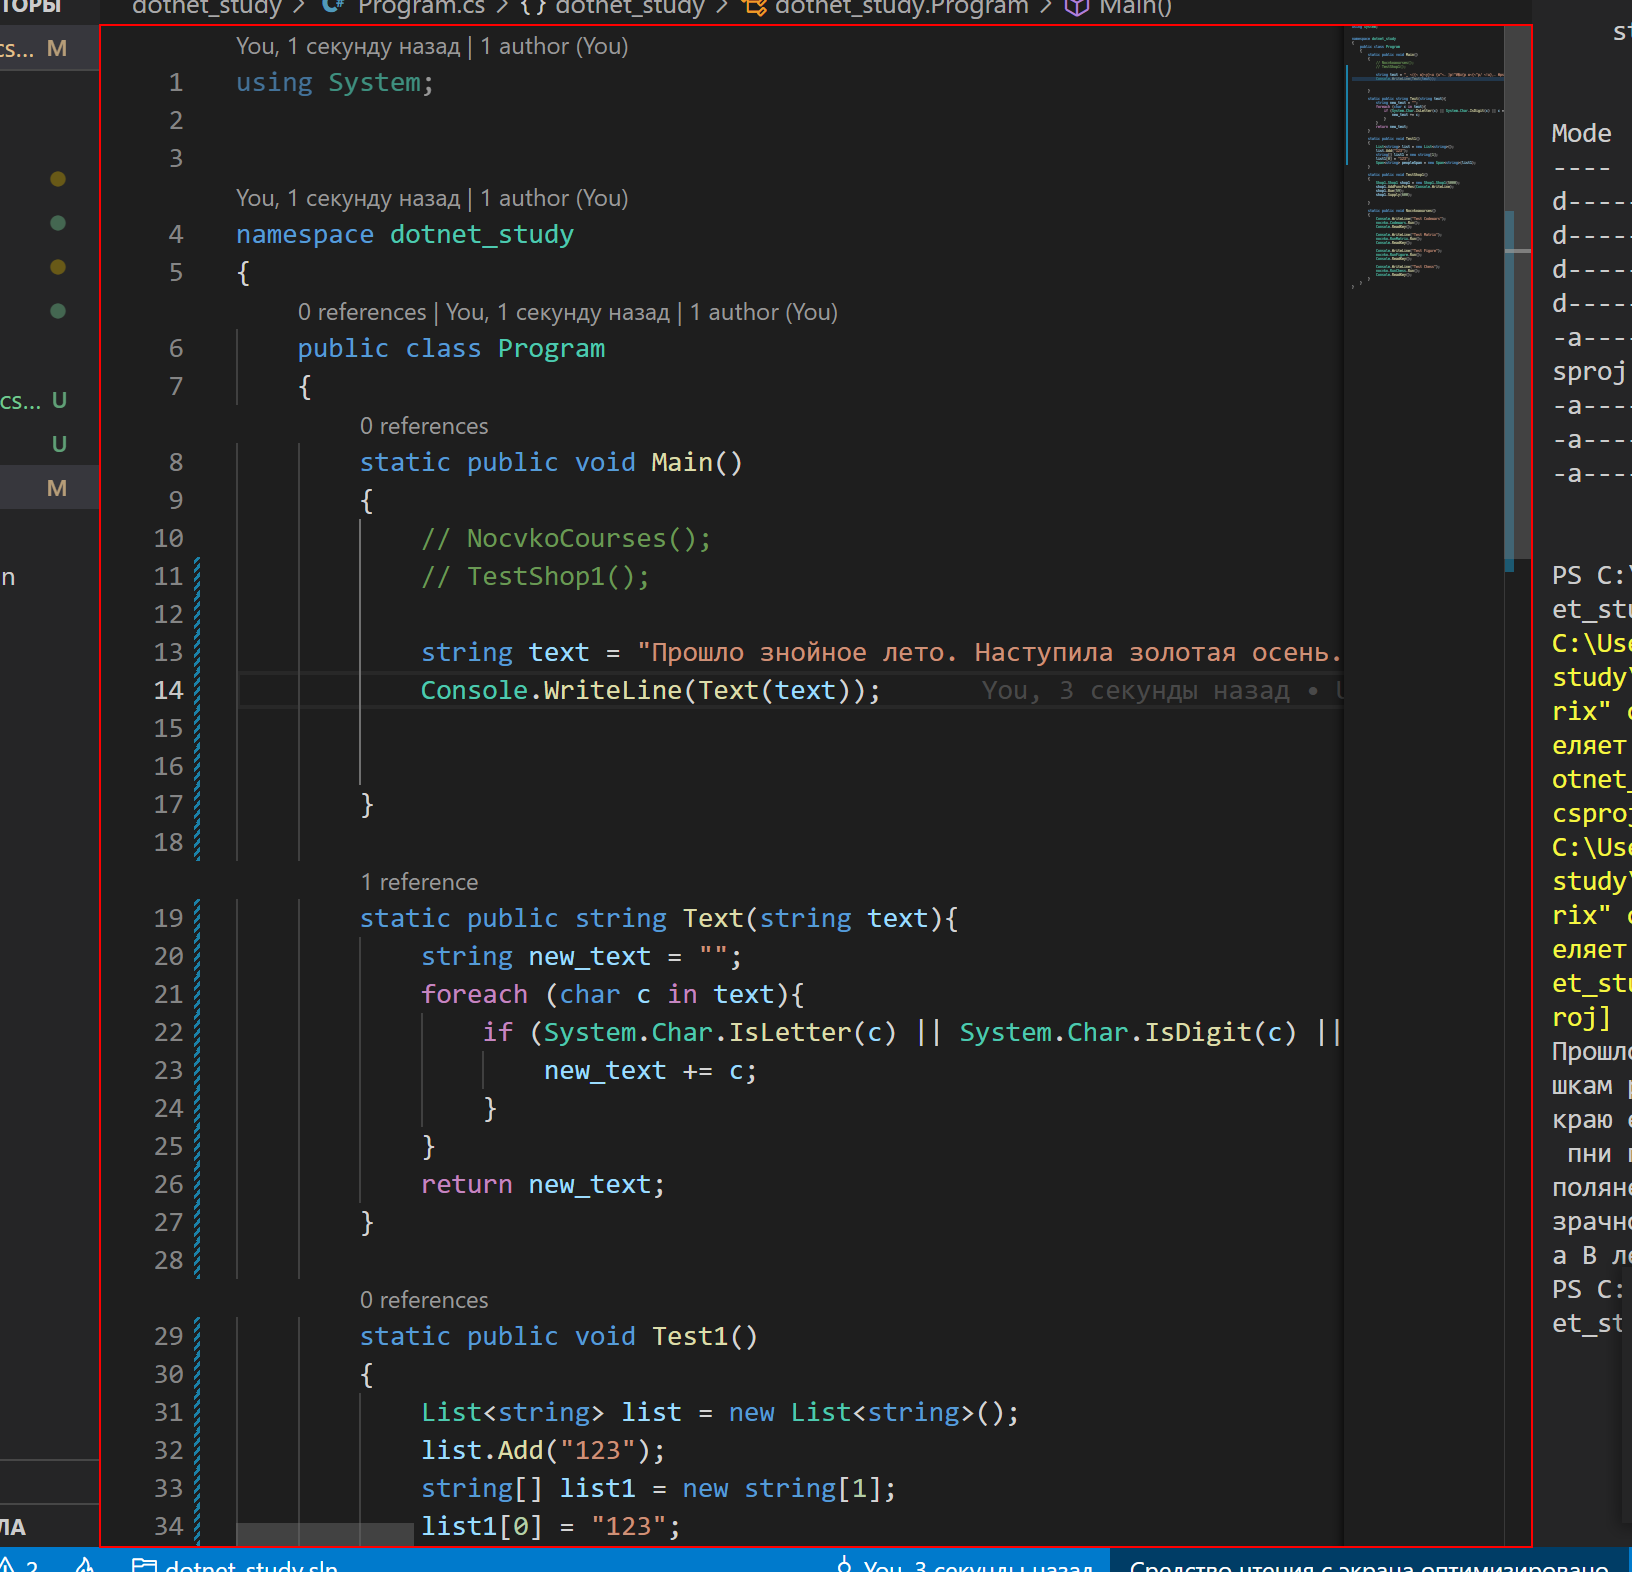 ТОРЫ
dotnet_study > C# Program.cs > {} dotnet_study > dotnet_study.Program > Main()
cs... M
You, 1 секунду назад | 1 author (You)
1 using System;
2
3
You, 1 секунду назад | 1 author (You)
4 namespace dotnet_study
5 {
0 references | You, 1 секунду назад | 1 author (You)
6 public class Program
7 {
cs... U
0 references
U
8 static public void Main()
M
9 {
10 // NocvkoCourses();
n
11 // TestShop1();
12
13 string text = "Прошло знойное лето. Наступила золотая осень.
14 Console.WriteLine(Text(text)); You, 3 секунды назад •
15
16
17 }
18
1 reference
19 static public string Text(string text){
20 string new_text = "";
21 foreach (char c in text){
22 if (System.Char.IsLetter(c) || System.Char.IsDigit(c) ||
23 new_text += c;
24 }
25 }
26 return new_text;
27 }
28
0 references
29 static public void Test1()
30 {
31 List<string> list = new List<string>();
32 list.Add("123");
33 string[] list1 = new string[1];
34 list1[0] = "123";
ЛА
2 dotnet_study.sln You, 3 секунды назад Средство чтения с экрана оптимизировано
st
Mode
----
d-----
d-----
d-----
d-----
-a----
sproj
-a----
-a----
-a----
PS C:\
et_stu
C:\Use
study\
rix" 
еляет
otnet_
csproj
C:\Use
study\
rix" 
еляет
et_stu
roj]
Прошло
шкам
краю
пни
поляне
зрачно
а В ле
PS C:
et_st